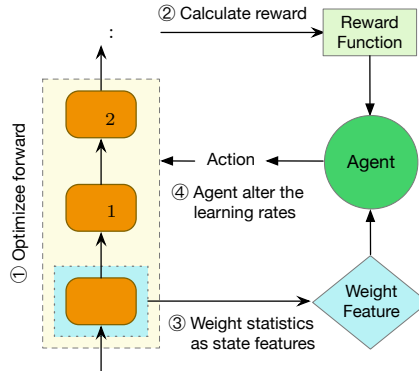 :
② Calculate reward
Reward
Function
2
① Optimizee forward
Action
Agent
④ Agent alter the
learning rates
1
Weight
Feature
③ Weight statistics
as state features